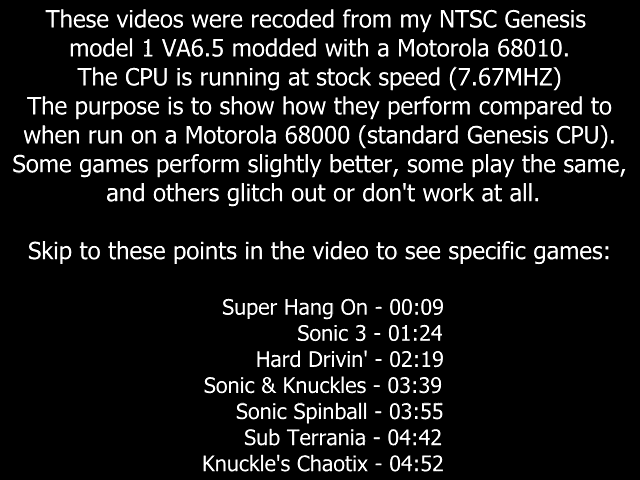 These videos were recoded from my NTSC Genesis
model 1 VA6.5 modded with a Motorola 68010.
The CPU is running at stock speed (7.67MHZ)
The purpose is to show how they perform compared to
when run on a Motorola 68000 (standard Genesis CPU).
Some games perform slightly better, some play the same,
and others glitch out or don't work at all.
Skip to these points in the video to see specific games:
Super Hang On - 00:09
Sonic 3 - 01:24
Hard Drivin' - 02:19
Sonic & Knuckles - 03:39
Sonic Spinball - 03:55
Sub Terrania - 04:42
Knuckle's Chaotix - 04:52